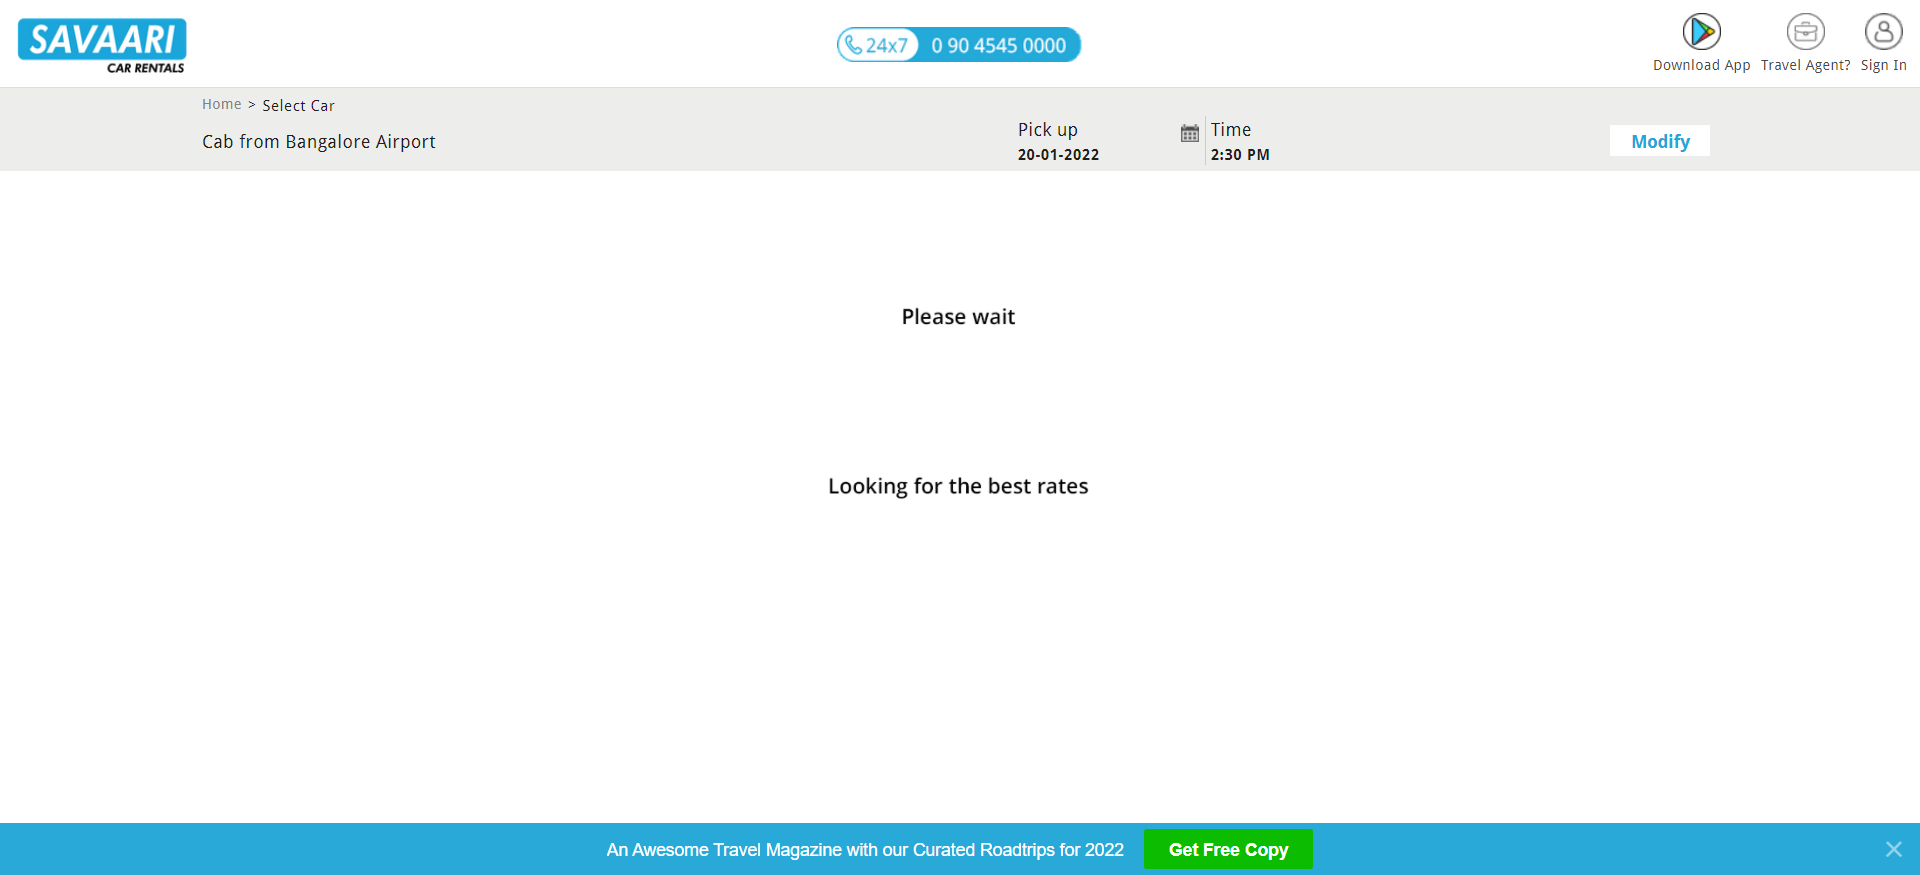 SAVAARI
CAR RENTALS
24x7 0 90 4545 0000
Download App
Travel Agent?
Sign In
Home > Select Car
Cab from Bangalore Airport
Pick up
20-01-2022
Time
2:30 PM
Modify
Please wait
Looking for the best rates
An Awesome Travel Magazine with our Curated Roadtrips for 2022
Get Free Copy